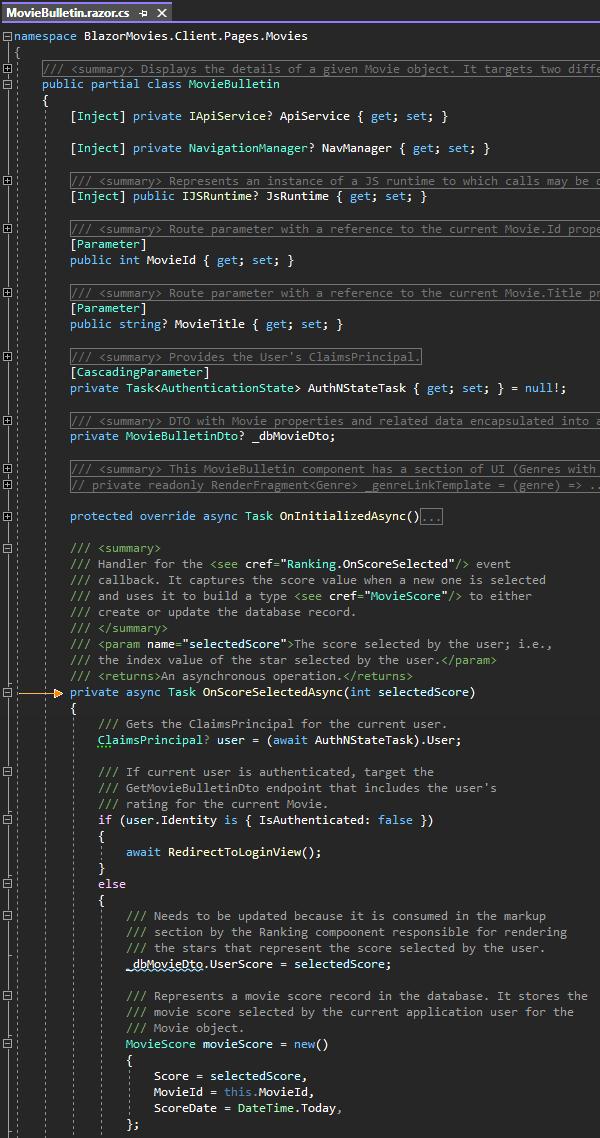 MovieBulletin.razor.cs
namespace BlazorMovies.Client.Pages.Movies
{
/// <summary> Displays the details of a given Movie object. It targets two diffe
public partial class MovieBulletin
{
[Inject] private IApiService? ApiService { get; set; }
[Inject] private NavigationManager? NavManager { get; set; }
/// <summary> Represents an instance of a JS runtime to which calls may be d
[Inject] public IJSRuntime? JsRuntime { get; set; }
/// <summary> Route parameter with a reference to the current Movie.Id prope
[Parameter]
public int MovieId { get; set; }
/// <summary> Route parameter with a reference to the current Movie.Title pr
[Parameter]
public string? MovieTitle { get; set; }
/// <summary> Provides the User's ClaimsPrincipal.
[CascadingParameter]
private Task<AuthenticationState> AuthNStateTask { get; set; } = null!;
/// <summary> DTO with Movie properties and related data encapsulated into a
private MovieBulletinDto? _dbMovieDto;
/// <summary> This MovieBulletin component has a section of UI (Genres with
// private readonly RenderFragment<Genre> _genreLinkTemplate = (genre) => ..
protected override async Task OnInitializedAsync()...
/// <summary>
/// Handler for the <see cref="Ranking.OnScoreSelected"/> event
/// callback. It captures the score value when a new one is selected
/// and uses it to build a type <see cref="MovieScore"/> to either
/// create or update the database record.
/// </summary>
/// <param name="selectedScore">The score selected by the user; i.e.,
/// the index value of the star selected by the user.</param>
/// <returns>An asynchronous operation.</returns>
private async Task OnScoreSelectedAsync(int selectedScore)
{
/// Gets the ClaimsPrincipal for the current user.
ClaimsPrincipal? user = (await AuthNStateTask).User;
/// If current user is authenticated, target the
/// GetMovieBulletinDto endpoint that includes the user's
/// rating for the current Movie.
if (user.Identity is { IsAuthenticated: false })
{
await RedirectToLoginView();
}
else
{
/// Needs to be updated because it is consumed in the markup
/// section by the Ranking compoonent responsible for rendering
/// the stars that represent the score selected by the user.
_dbMovieDto.UserScore = selectedScore;
/// Represents a movie score record in the database. It stores the
/// movie score selected by the current application user for the
/// Movie object.
MovieScore movieScore = new()
{
Score = selectedScore,
MovieId = this.MovieId,
ScoreDate = DateTime.Today,
};